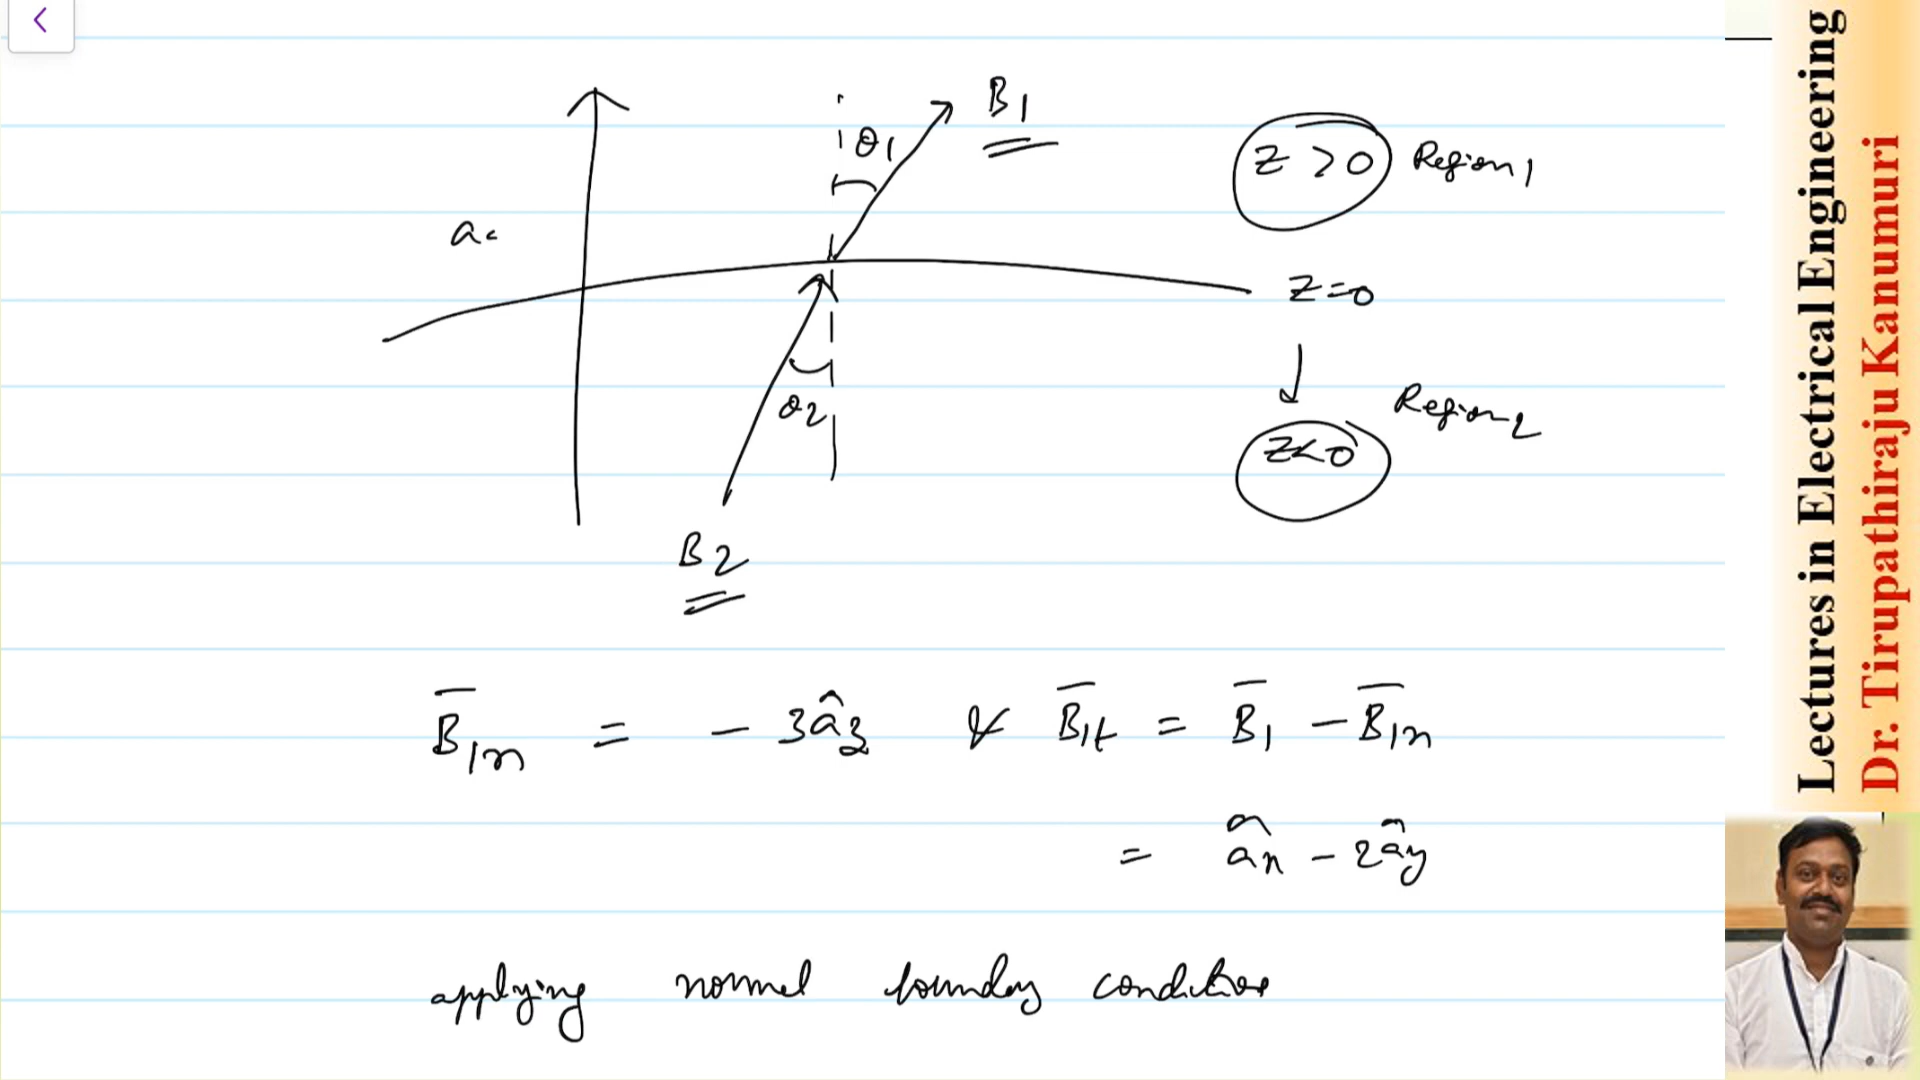 B1
θ1
z > 0 Region 1
z = 0
θ2
Region 2
z < 0
B2
B̅1n = - 3âz & B̅1t = B̅1 - B̅1n
= âx - 2ây
applying normal boundary conditions
Lectures in Electrical Engineering
Dr. Tirupathiraju Kanumuri